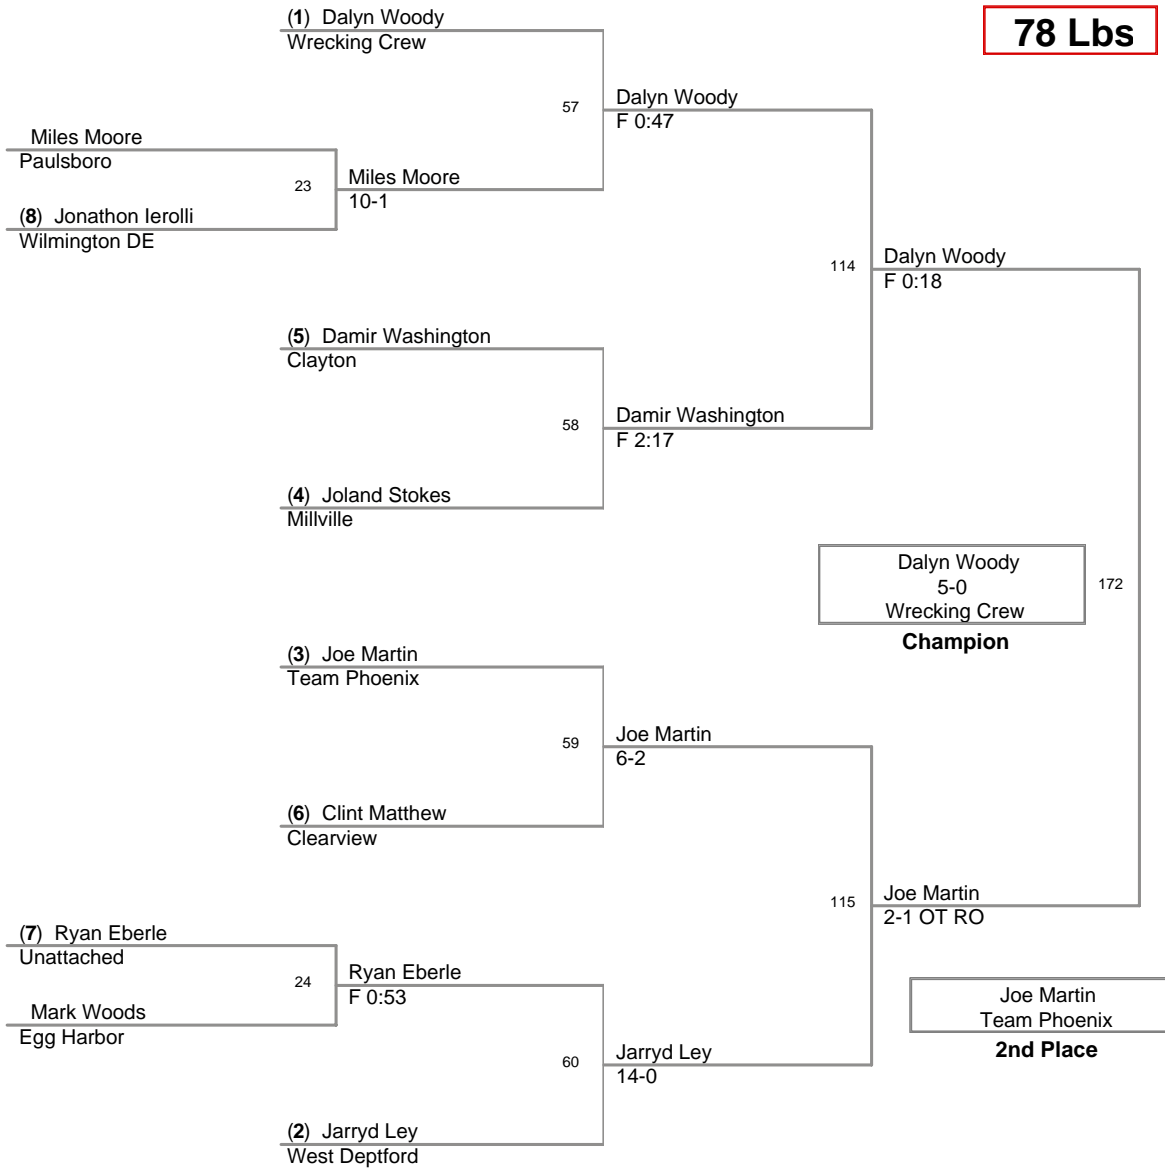 (1) Dalyn Woody
Wrecking Crew
78 Lbs
57
Dalyn Woody
F 0:47
Miles Moore
Paulsboro
23
Miles Moore
10-1
(8) Jonathon Ierolli
Wilmington DE
114
Dalyn Woody
F 0:18
(5) Damir Washington
Clayton
58
Damir Washington
F 2:17
(4) Joland Stokes
Millville
Dalyn Woody
5-0
Wrecking Crew
Champion
172
(3) Joe Martin
Team Phoenix
59
Joe Martin
6-2
(6) Clint Matthew
Clearview
115
Joe Martin
2-1 OT RO
(7) Ryan Eberle
Unattached
24
Ryan Eberle
F 0:53
Mark Woods
Egg Harbor
Joe Martin
Team Phoenix
2nd Place
60
Jarryd Ley
14-0
(2) Jarryd Ley
West Deptford